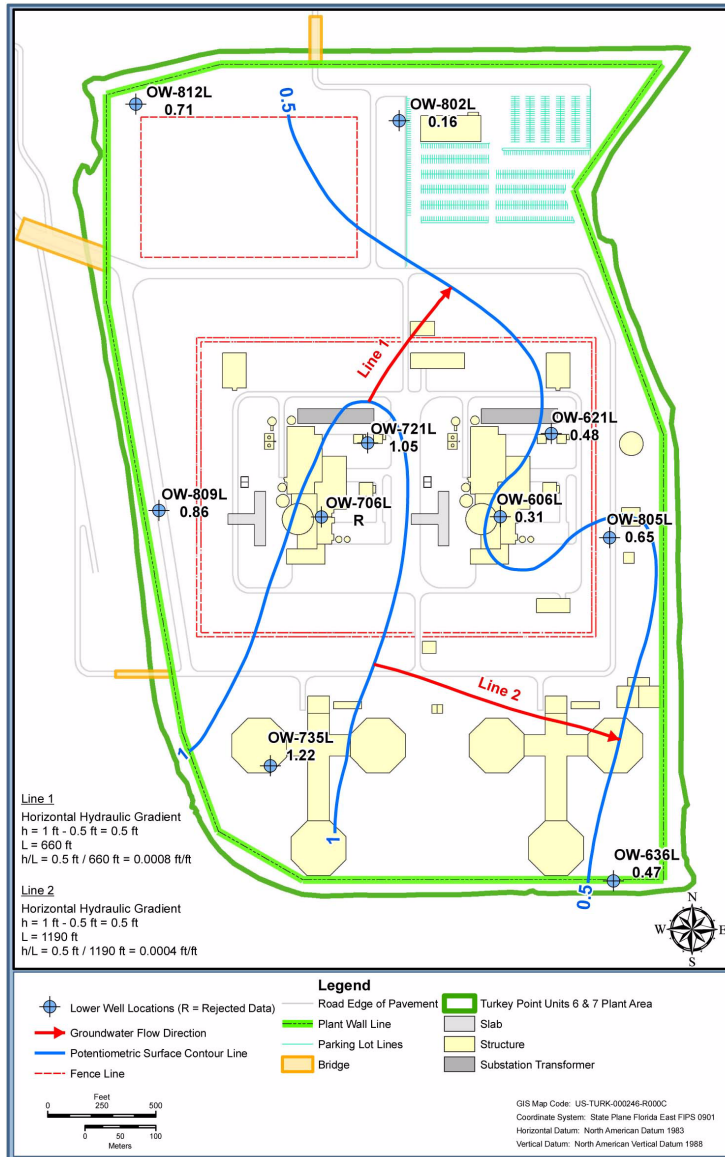 OW-812L
0.71
0.5
OW-802L
0.16
Line 1
OW-721L
1.05
OW-621L
0.48
OW-809L
0.86
OW-706L
R
OW-606L
0.31
OW-805L
0.65
Line 2
OW-735L
1.22
1
1
0.5
OW-636L
0.47
Line 1
Horizontal Hydraulic Gradient
h = 1 ft - 0.5 ft = 0.5 ft
L = 660 ft
h/L = 0.5 ft / 660 ft = 0.0008 ft/ft
Line 2
Horizontal Hydraulic Gradient
h = 1 ft - 0.5 ft = 0.5 ft
L = 1190 ft
h/L = 0.5 ft / 1190 ft = 0.0004 ft/ft
N
W E
S
Legend
Lower Well Locations (R = Rejected Data)
Groundwater Flow Direction
Potentiometric Surface Contour Line
Fence Line
Road Edge of Pavement
Plant Wall Line
Parking Lot Lines
Bridge
Turkey Point Units 6 & 7 Plant Area
Slab
Structure
Substation Transformer
Feet
0 250 500
0 50 100
Meters
GIS Map Code: US-TURK-000246-R000C
Coordinate System: State Plane Florida East FIPS 0901
Horizontal Datum: North American Datum 1983
Vertical Datum: North American Vertical Datum 1988